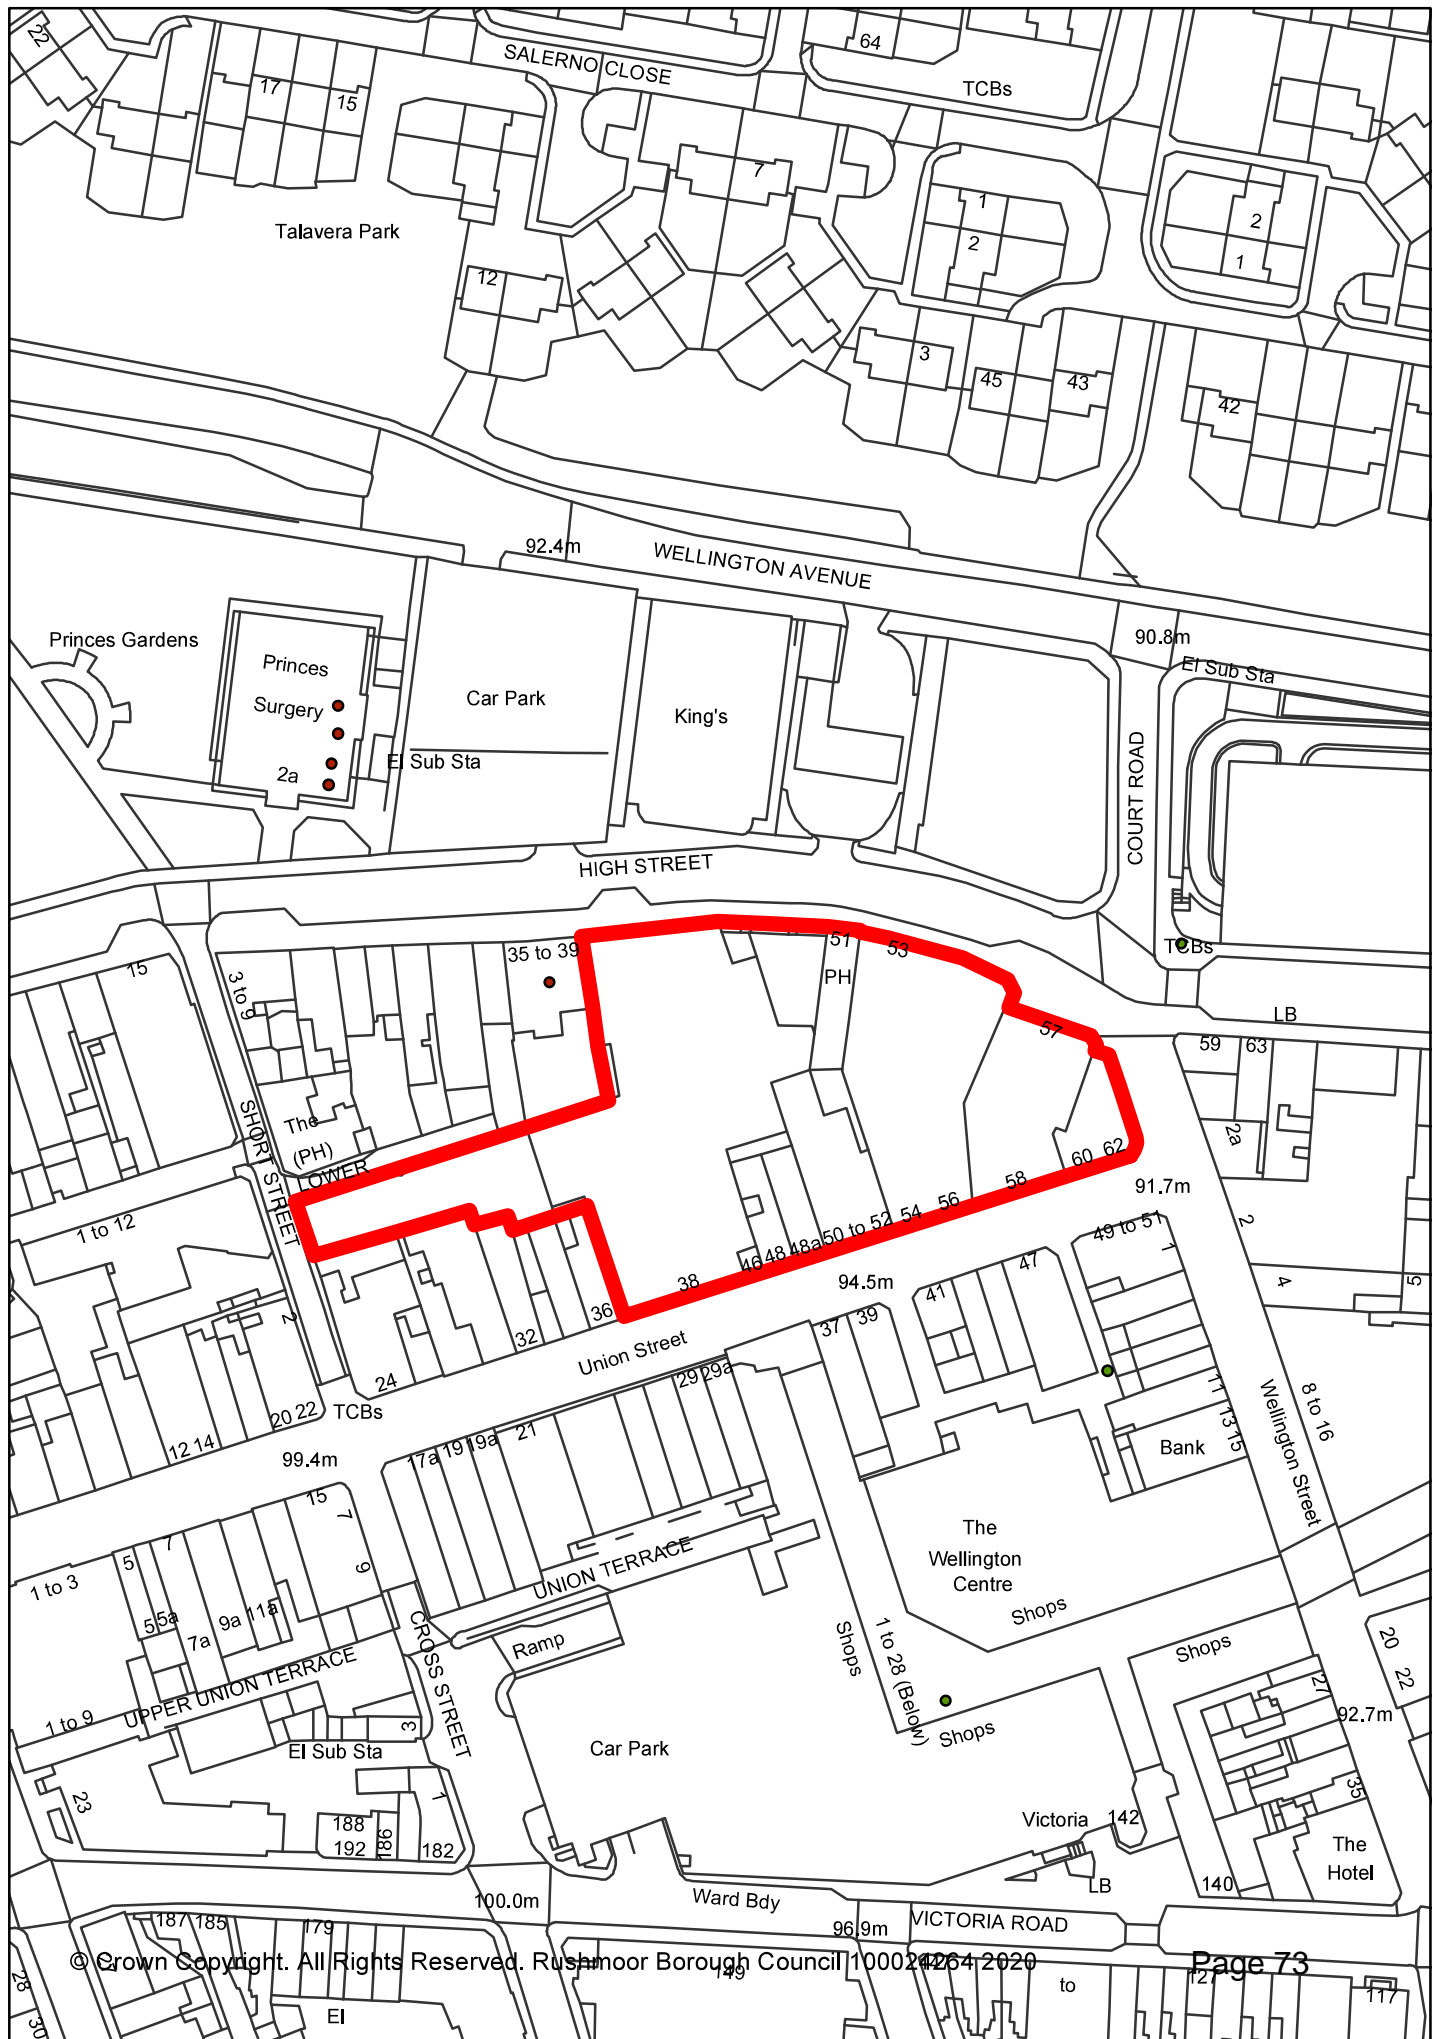 22
SALERNO CLOSE
64
TCBs
17
15
7
1
2
2
1
Talavera Park
12
3
45
43
42
92.4m
WELLINGTON AVENUE
90.8m
El Sub Sta
Princes Gardens
Princes
Surgery
2a
Car Park
El Sub Sta
King's
COURT ROAD
HIGH STREET
TCBs
LB
15
3 to 9
35 to 39
51
PH
53
57
59
63
2a
SHORT STREET
The
(PH)
LOWER
1 to 12
60
62
58
56
54
50 to 52
48a
48
46
38
36
91.7m
94.5m
49 to 51
1
2
4
5
47
41
39
37
2
32
Union Street
24
20
22
TCBs
12
14
99.4m
29
29a
21
19a
19
17a
11
13
15
Bank
Wellington Street
8 to 16
The
Wellington
Centre
Shops
15
7
9
5
7
1 to 3
5
5a
7a
9a
11a
UNION TERRACE
Ramp
CROSS STREET
UPPER UNION TERRACE
1 to 9
3
El Sub Sta
Shops
1 to 28 (Below)
Shops
Shops
20
22
27
92.7m
35
Car Park
23
1
188
192
186
182
Victoria
142
The
Hotel
LB
140
100.0m
Ward Bdy
96.9m
VICTORIA ROAD
187
185
179
© Crown Copyright. All Rights Reserved. Rushmoor Borough Council 100024264 2020
Page 73
149
to
127
117
28
30
El